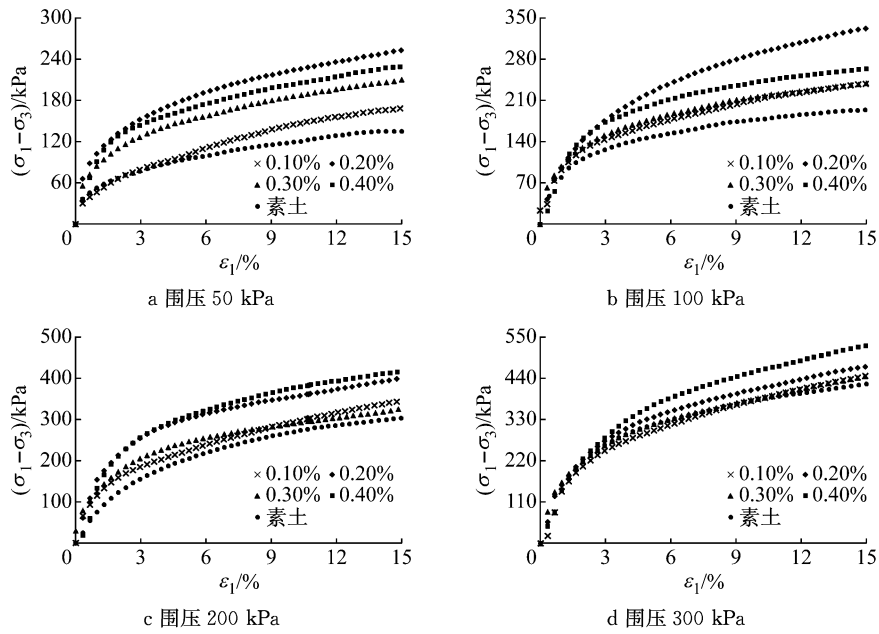 300
240
180
120
60
0
3
6
9
12
15
(σ₁−σ₃)/kPa
ε₁/%
× 0.10% ◆ 0.20%
▲ 0.30% ■ 0.40%
● 素土
a 围压 50 kPa
350
280
210
140
70
0
3
6
9
12
15
(σ₁−σ₃)/kPa
ε₁/%
× 0.10% ◆ 0.20%
▲ 0.30% ■ 0.40%
● 素土
b 围压 100 kPa
500
400
300
200
100
0
3
6
9
12
15
(σ₁−σ₃)/kPa
ε₁/%
× 0.10% ◆ 0.20%
▲ 0.30% ■ 0.40%
● 素土
c 围压 200 kPa
550
440
330
220
110
0
3
6
9
12
15
(σ₁−σ₃)/kPa
ε₁/%
× 0.10% ◆ 0.20%
▲ 0.30% ■ 0.40%
● 素土
d 围压 300 kPa